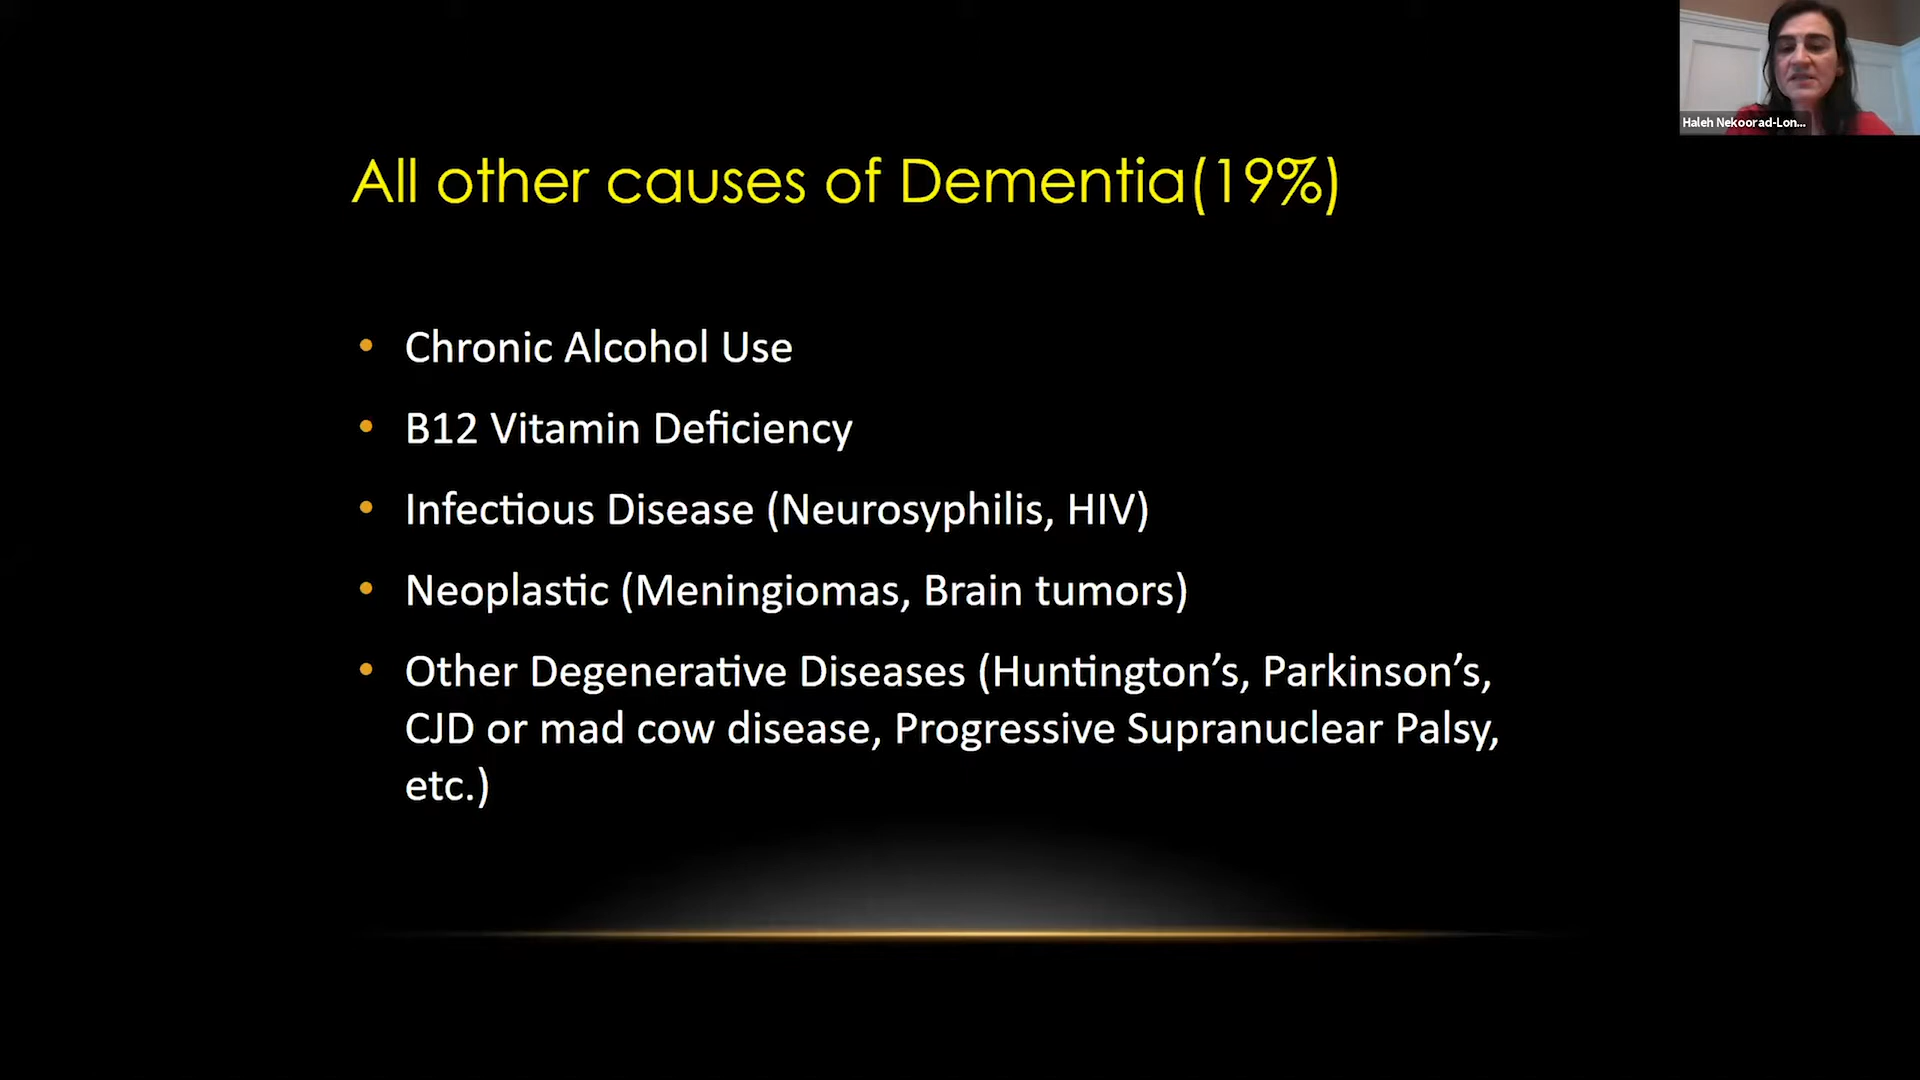 Haleh Nekoorad-Lon...
All other causes of Dementia(19%)
• Chronic Alcohol Use
• B12 Vitamin Deficiency
• Infectious Disease (Neurosyphilis, HIV)
• Neoplastic (Meningiomas, Brain tumors)
• Other Degenerative Diseases (Huntington’s, Parkinson’s,
CJD or mad cow disease, Progressive Supranuclear Palsy,
etc.)